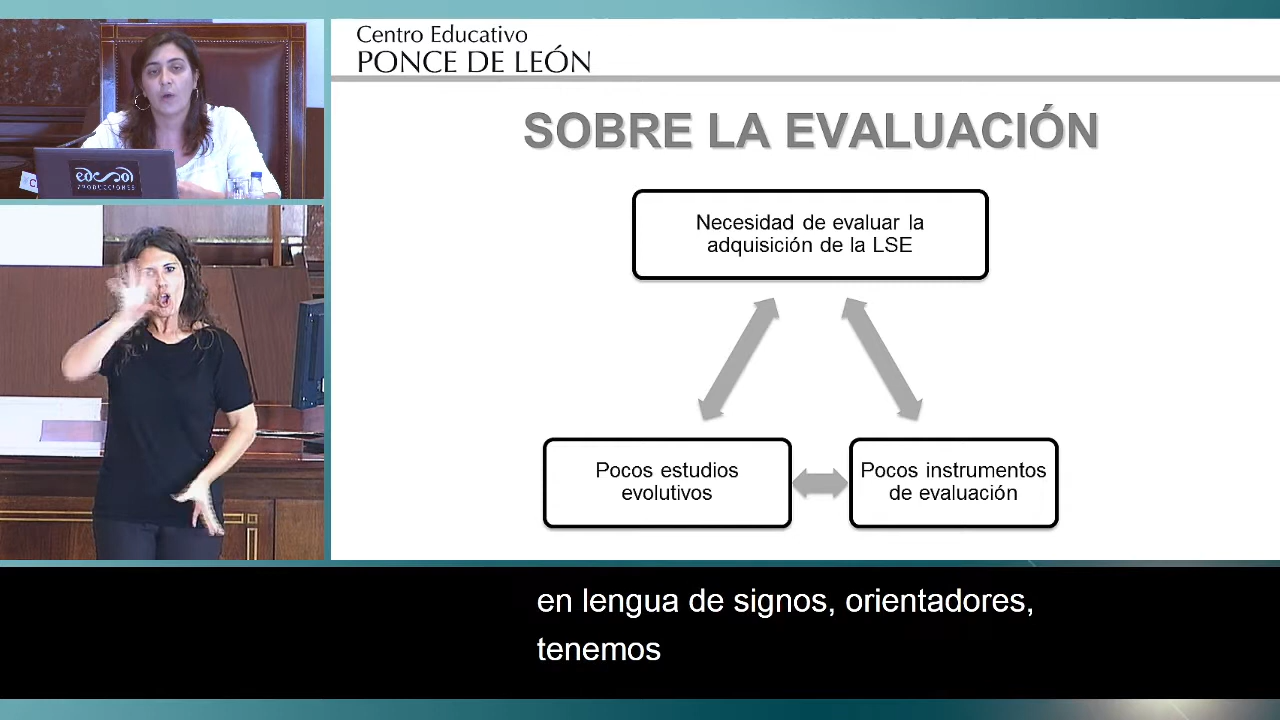 Centro Educativo
PONCE DE LEÓN
SOBRE LA EVALUACIÓN
Necesidad de evaluar la
adquisición de la LSE
Pocos estudios
evolutivos
Pocos instrumentos
de evaluación
PRODUCCIONES
en lengua de signos, orientadores,
tenemos